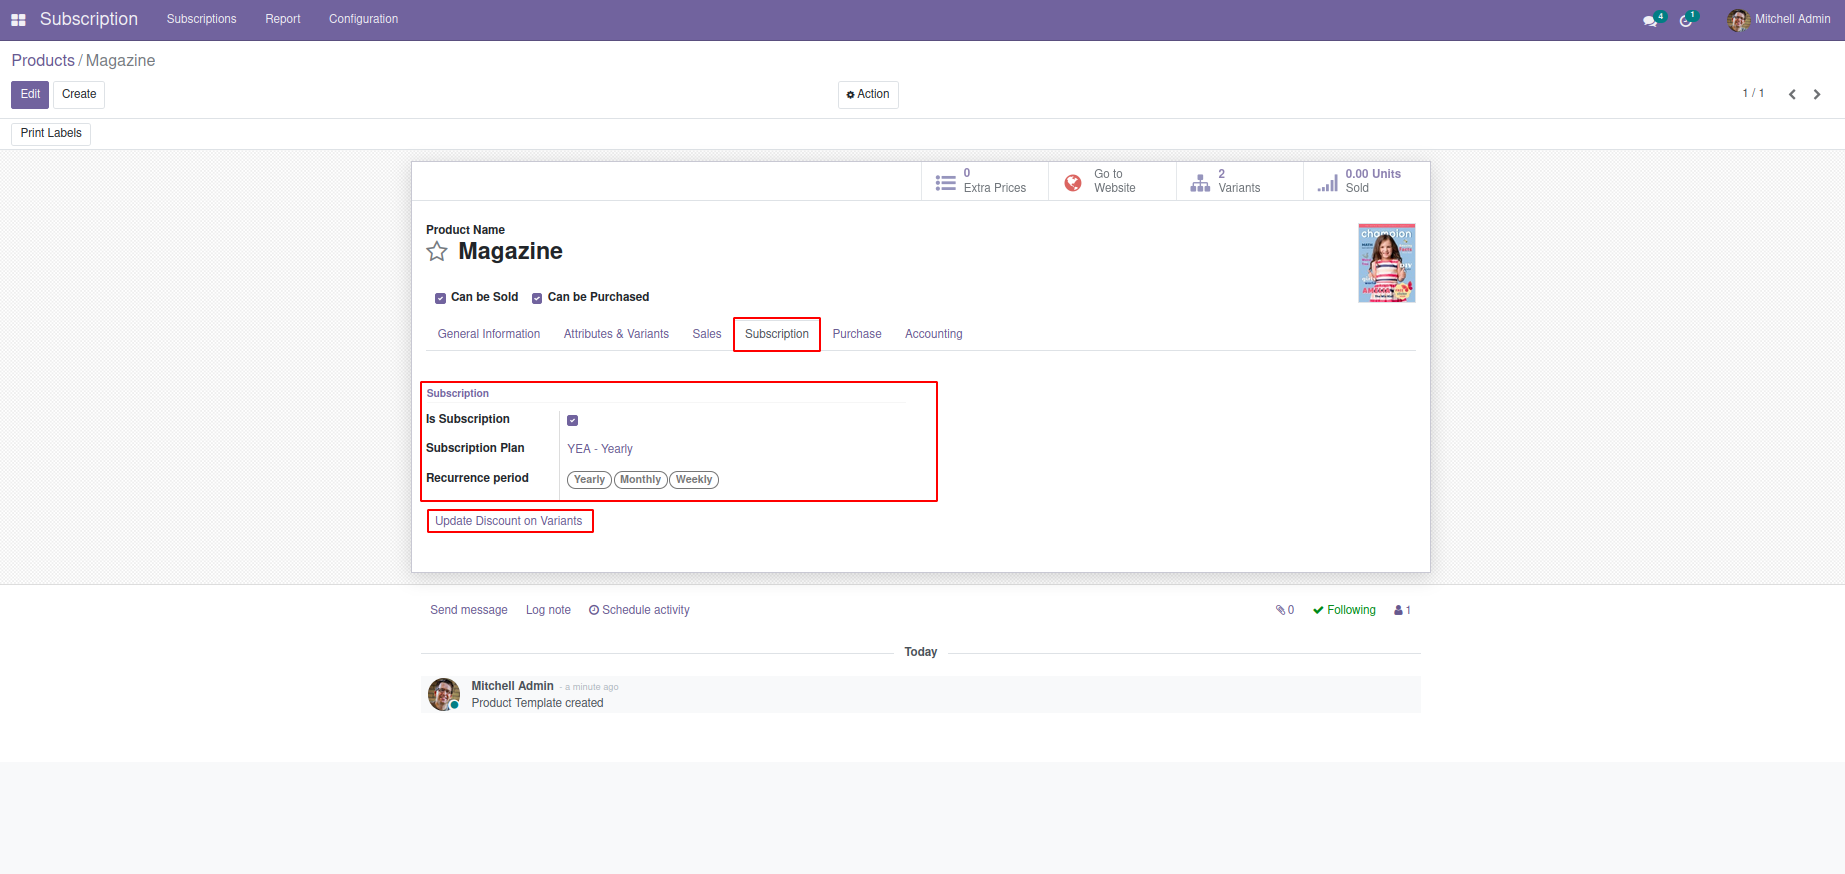 Subscription Subscriptions Report Configuration 4 1 Mitchell Admin
Products / Magazine
Edit Create Action 1 / 1
Print Labels
0 Extra Prices
Go to Website
2 Variants
0.00 Units Sold
Product Name
Magazine
chompion
Can be Sold Can be Purchased
General Information Attributes & Variants Sales Subscription Purchase Accounting
Subscription
Is Subscription
Subscription Plan YEA - Yearly
Recurrence period Yearly Monthly Weekly
Update Discount on Variants
Send message Log note Schedule activity 0 Following 1
Today
Mitchell Admin - a minute ago
Product Template created